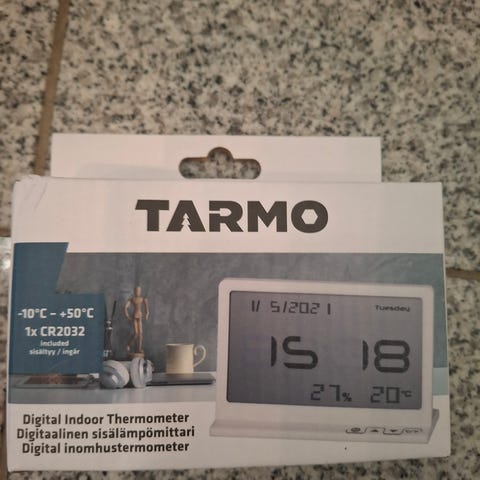 TARMO
-10°C – +50°C
1x CR2032
included
sisältyy / ingår
1/ 5/2021 Tuesday
15 18
27% 20°C
Digital Indoor Thermometer
Digitaalinen sisälämpömittari
Digital inomhustermometer